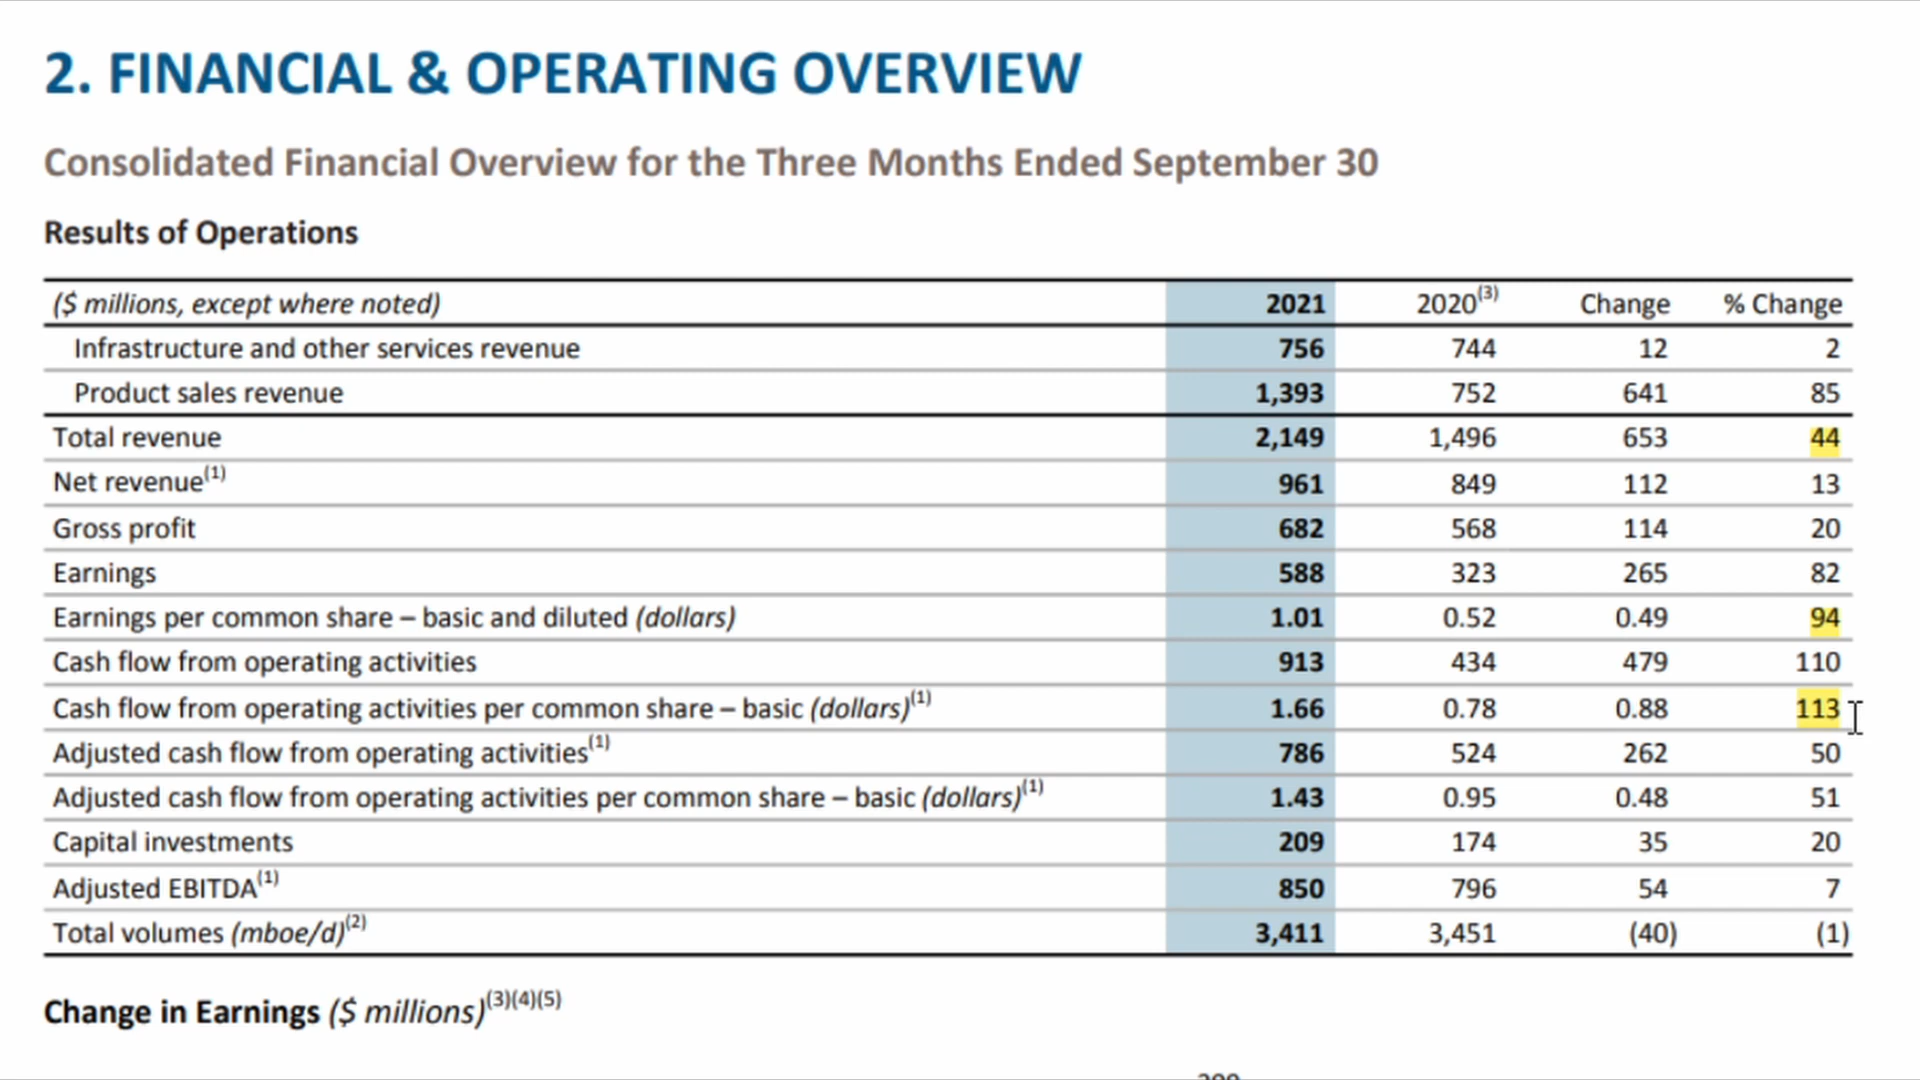 2. FINANCIAL & OPERATING OVERVIEW
Consolidated Financial Overview for the Three Months Ended September 30
Results of Operations
($ millions, except where noted) 2021 2020(3) Change % Change
Infrastructure and other services revenue 756 744 12 2
Product sales revenue 1,393 752 641 85
Total revenue 2,149 1,496 653 44
Net revenue(1) 961 849 112 13
Gross profit 682 568 114 20
Earnings 588 323 265 82
Earnings per common share – basic and diluted (dollars) 1.01 0.52 0.49 94
Cash flow from operating activities 913 434 479 110
Cash flow from operating activities per common share – basic (dollars)(1) 1.66 0.78 0.88 113
Adjusted cash flow from operating activities(1) 786 524 262 50
Adjusted cash flow from operating activities per common share – basic (dollars)(1) 1.43 0.95 0.48 51
Capital investments 209 174 35 20
Adjusted EBITDA(1) 850 796 54 7
Total volumes (mboe/d)(2) 3,411 3,451 (40) (1)
Change in Earnings ($ millions)(3)(4)(5)